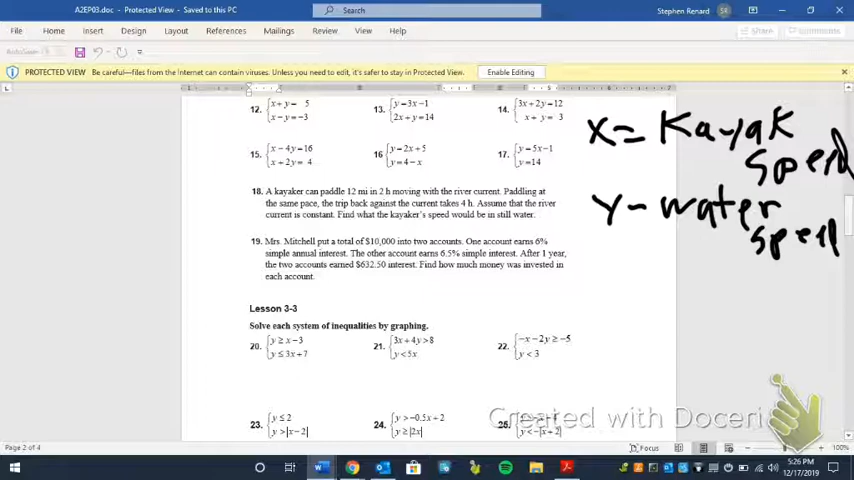 A2EP03.doc - Protected View - Saved to this PC
Search
Stephen Renard
SR
File Home Insert Design Layout References Mailings Review View Help
Share
Comments
AutoSave
PROTECTED VIEW Be careful—files from the Internet can contain viruses. Unless you need to edit, it's safer to stay in Protected View.
Enable Editing
12. x + y = 5
x − y = −3
13. y = 3x − 1
2x + y = 14
14. 3x + 2y = 12
x + y = 3
15. x − 4y = 16
x + 2y = 4
16 y = 2x + 5
y = 4 − x
17. y = 5x − 1
y = 14
18. A kayaker can paddle 12 mi in 2 h moving with the river current. Paddling at
the same pace, the trip back against the current takes 4 h. Assume that the river
current is constant. Find what the kayaker's speed would be in still water.
19. Mrs. Mitchell put a total of $10,000 into two accounts. One account earns 6%
simple annual interest. The other account earns 6.5% simple interest. After 1 year,
the two accounts earned $632.50 interest. Find how much money was invested in
each account.
Lesson 3-3
Solve each system of inequalities by graphing.
20. y ≥ x − 3
y ≤ 3x + 7
21. 3x + 4y > 8
y < 5x
22. −x − 2y ≥ −5
y < 3
23. y ≤ 2
y > |x − 2|
24. y > −0.5x + 2
y ≥ |2x|
25.
y < −|x + 2|
x = Kayak
speed
y - water
speed
Created with Doceri
Page 2 of 4
Focus
100%
5:26 PM
12/17/2019